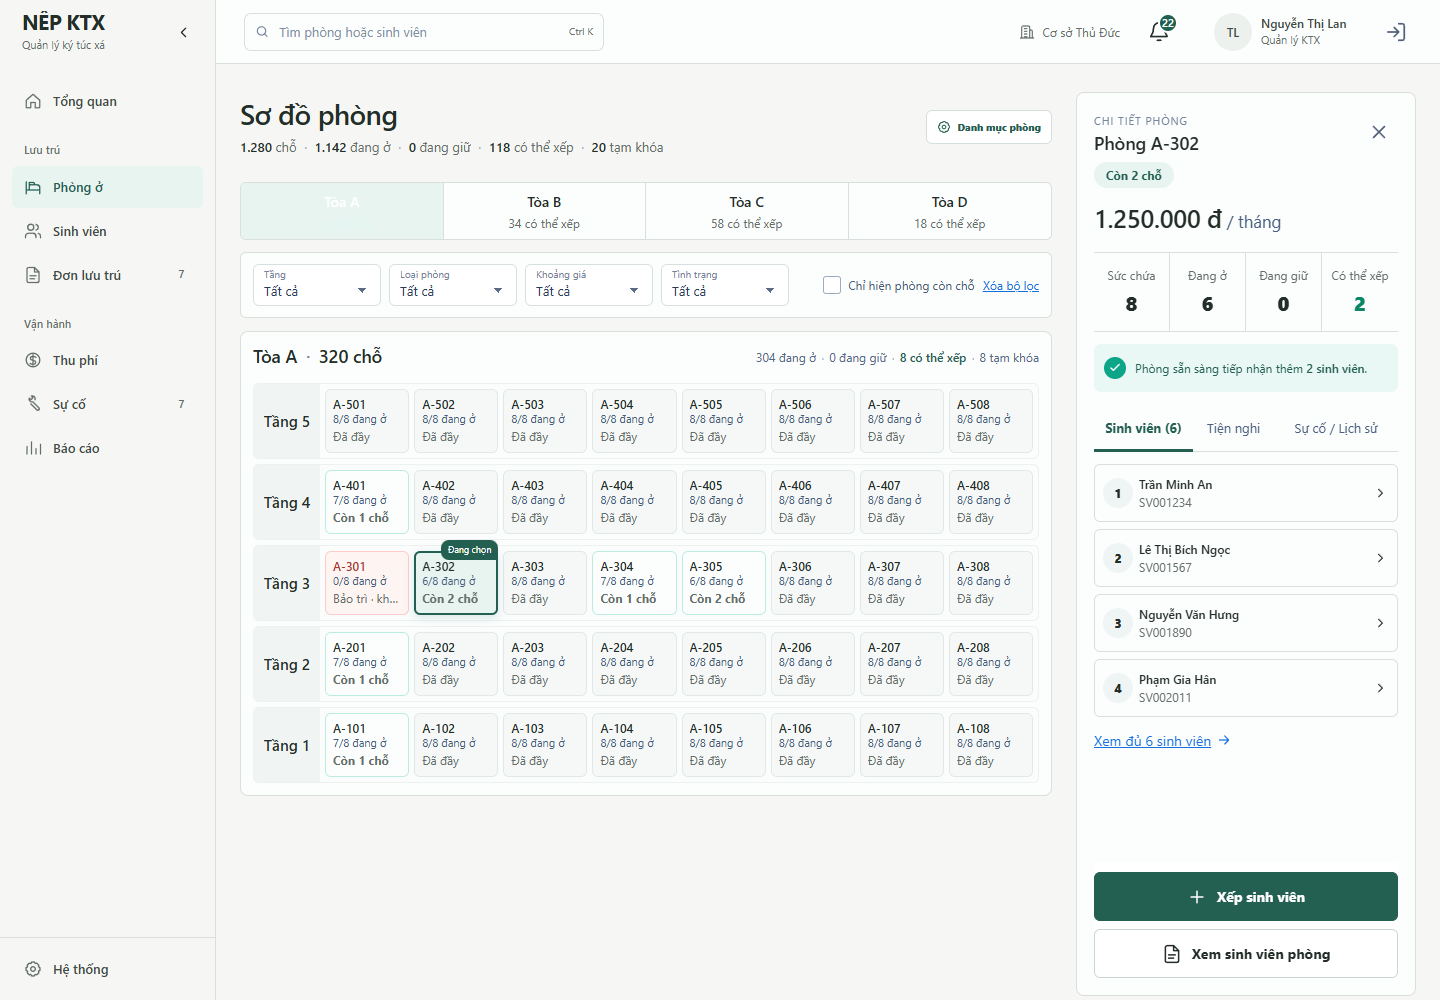 NẾP KTX
Quản lý ký túc xá
Tổng quan
Lưu trú
Phòng ở
Sinh viên
Đơn lưu trú 7
Vận hành
Thu phí
Sự cố 7
Báo cáo
Hệ thống
Tìm phòng hoặc sinh viên Ctrl K
Cơ sở Thủ Đức
22
TL
Nguyễn Thị Lan
Quản lý KTX
Sơ đồ phòng
1.280 chỗ · 1.142 đang ở · 0 đang giữ · 118 có thể xếp · 20 tạm khóa
Danh mục phòng
Tòa A
Tòa B
34 có thể xếp
Tòa C
58 có thể xếp
Tòa D
18 có thể xếp
Tầng
Tất cả
Loại phòng
Tất cả
Khoảng giá
Tất cả
Tình trạng
Tất cả
Chỉ hiện phòng còn chỗ
Xóa bộ lọc
Tòa A · 320 chỗ
304 đang ở · 0 đang giữ · 8 có thể xếp · 8 tạm khóa
Tầng 5
A-501 A-502 A-503 A-504 A-505 A-506 A-507 A-508
8/8 đang ở 8/8 đang ở 8/8 đang ở 8/8 đang ở 8/8 đang ở 8/8 đang ở 8/8 đang ở 8/8 đang ở
Đã đầy Đã đầy Đã đầy Đã đầy Đã đầy Đã đầy Đã đầy Đã đầy
Tầng 4
A-401 A-402 A-403 A-404 A-405 A-406 A-407 A-408
7/8 đang ở 8/8 đang ở 8/8 đang ở 8/8 đang ở 8/8 đang ở 8/8 đang ở 8/8 đang ở 8/8 đang ở
Còn 1 chỗ Đã đầy Đã đầy Đã đầy Đã đầy Đã đầy Đã đầy Đã đầy
Đang chọn
Tầng 3
A-301 A-302 A-303 A-304 A-305 A-306 A-307 A-308
0/8 đang ở 6/8 đang ở 8/8 đang ở 7/8 đang ở 6/8 đang ở 8/8 đang ở 8/8 đang ở 8/8 đang ở
Bảo trì · kh... Còn 2 chỗ Đã đầy Còn 1 chỗ Còn 2 chỗ Đã đầy Đã đầy Đã đầy
Tầng 2
A-201 A-202 A-203 A-204 A-205 A-206 A-207 A-208
7/8 đang ở 8/8 đang ở 8/8 đang ở 8/8 đang ở 8/8 đang ở 8/8 đang ở 8/8 đang ở 8/8 đang ở
Còn 1 chỗ Đã đầy Đã đầy Đã đầy Đã đầy Đã đầy Đã đầy Đã đầy
Tầng 1
A-101 A-102 A-103 A-104 A-105 A-106 A-107 A-108
7/8 đang ở 8/8 đang ở 8/8 đang ở 8/8 đang ở 8/8 đang ở 8/8 đang ở 8/8 đang ở 8/8 đang ở
Còn 1 chỗ Đã đầy Đã đầy Đã đầy Đã đầy Đã đầy Đã đầy Đã đầy
CHI TIẾT PHÒNG
Phòng A-302
Còn 2 chỗ
1.250.000 đ / tháng
Sức chứa Đang ở Đang giữ Có thể xếp
8 6 0 2
Phòng sẵn sàng tiếp nhận thêm 2 sinh viên.
Sinh viên (6) Tiện nghi Sự cố / Lịch sử
1
Trần Minh An
SV001234
2
Lê Thị Bích Ngọc
SV001567
3
Nguyễn Văn Hưng
SV001890
4
Phạm Gia Hân
SV002011
Xem đủ 6 sinh viên
Xếp sinh viên
Xem sinh viên phòng